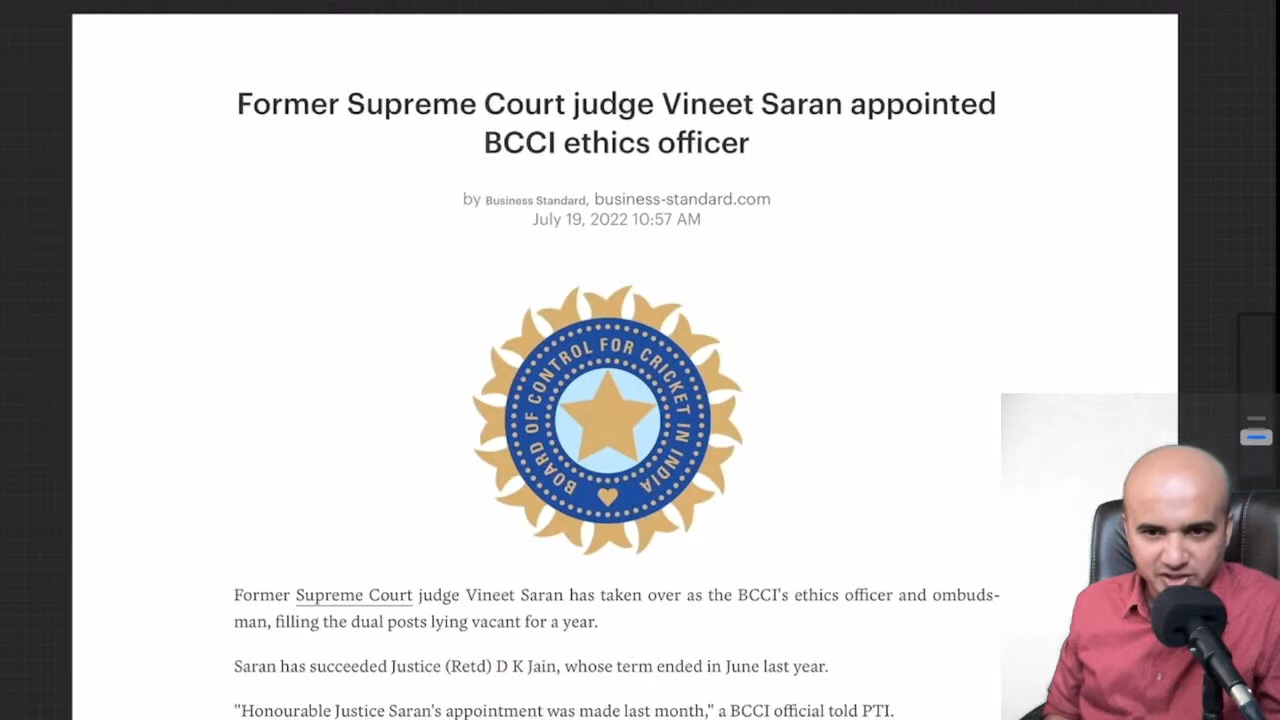 Former Supreme Court judge Vineet Saran appointed
BCCI ethics officer
by Business Standard, business-standard.com
July 19, 2022 10:57 AM
BOARD OF CONTROL FOR CRICKET IN INDIA
Former Supreme Court judge Vineet Saran has taken over as the BCCI's ethics officer and ombuds-
man, filling the dual posts lying vacant for a year.
Saran has succeeded Justice (Retd) D K Jain, whose term ended in June last year.
"Honourable Justice Saran's appointment was made last month," a BCCI official told PTI.